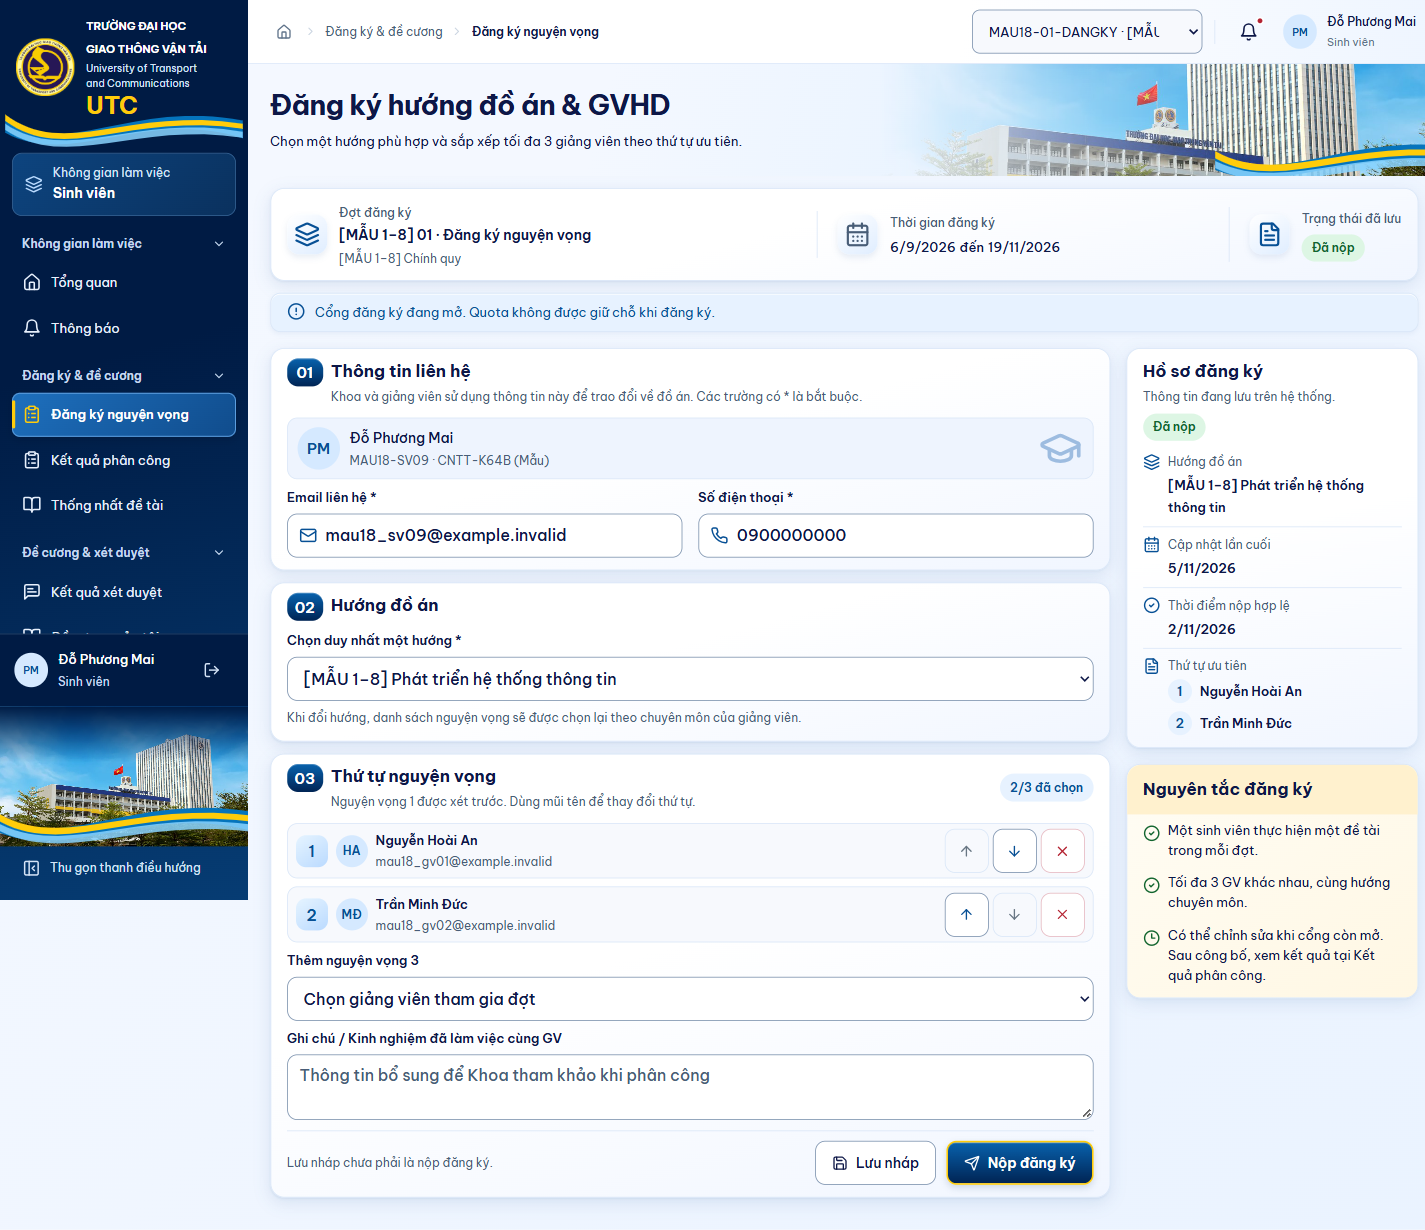 TRƯỜNG ĐẠI HỌC
GIAO THÔNG VẬN TẢI
University of Transport
and Communications
UTC
Không gian làm việc
Sinh viên
Không gian làm việc
Tổng quan
Thông báo
Đăng ký & đề cương
Đăng ký nguyện vọng
Kết quả phân công
Thống nhất đề tài
Đề cương & xét duyệt
Kết quả xét duyệt
PM
Đỗ Phương Mai
Sinh viên
Thu gọn thanh điều hướng
Đăng ký & đề cương
Đăng ký nguyện vọng
MAU18-01-DANGKY · [MẪU
PM
Đỗ Phương Mai
Sinh viên
Đăng ký hướng đồ án & GVHD
Chọn một hướng phù hợp và sắp xếp tối đa 3 giảng viên theo thứ tự ưu tiên.
Đợt đăng ký
[MẪU 1–8] 01 · Đăng ký nguyện vọng
[MẪU 1–8] Chính quy
Thời gian đăng ký
6/9/2026 đến 19/11/2026
Trạng thái đã lưu
Đã nộp
Cổng đăng ký đang mở. Quota không được giữ chỗ khi đăng ký.
01 Thông tin liên hệ
Khoa và giảng viên sử dụng thông tin này để trao đổi về đồ án. Các trường có * là bắt buộc.
PM
Đỗ Phương Mai
MAU18-SV09 · CNTT-K64B (Mẫu)
Email liên hệ *
mau18_sv09@example.invalid
Số điện thoại *
0900000000
02 Hướng đồ án
Chọn duy nhất một hướng *
[MẪU 1–8] Phát triển hệ thống thông tin
Khi đổi hướng, danh sách nguyện vọng sẽ được chọn lại theo chuyên môn của giảng viên.
03 Thứ tự nguyện vọng
Nguyện vọng 1 được xét trước. Dùng mũi tên để thay đổi thứ tự.
2/3 đã chọn
1 HA Nguyễn Hoài An
mau18_gv01@example.invalid
2 MĐ Trần Minh Đức
mau18_gv02@example.invalid
Thêm nguyện vọng 3
Chọn giảng viên tham gia đợt
Ghi chú / Kinh nghiệm đã làm việc cùng GV
Thông tin bổ sung để Khoa tham khảo khi phân công
Lưu nháp chưa phải là nộp đăng ký.
Lưu nháp
Nộp đăng ký
Hồ sơ đăng ký
Thông tin đang lưu trên hệ thống.
Đã nộp
Hướng đồ án
[MẪU 1–8] Phát triển hệ thống
thông tin
Cập nhật lần cuối
5/11/2026
Thời điểm nộp hợp lệ
2/11/2026
Thứ tự ưu tiên
1 Nguyễn Hoài An
2 Trần Minh Đức
Nguyên tắc đăng ký
Một sinh viên thực hiện một đề tài
trong mỗi đợt.
Tối đa 3 GV khác nhau, cùng hướng
chuyên môn.
Có thể chỉnh sửa khi cổng còn mở.
Sau công bố, xem kết quả tại Kết
quả phân công.